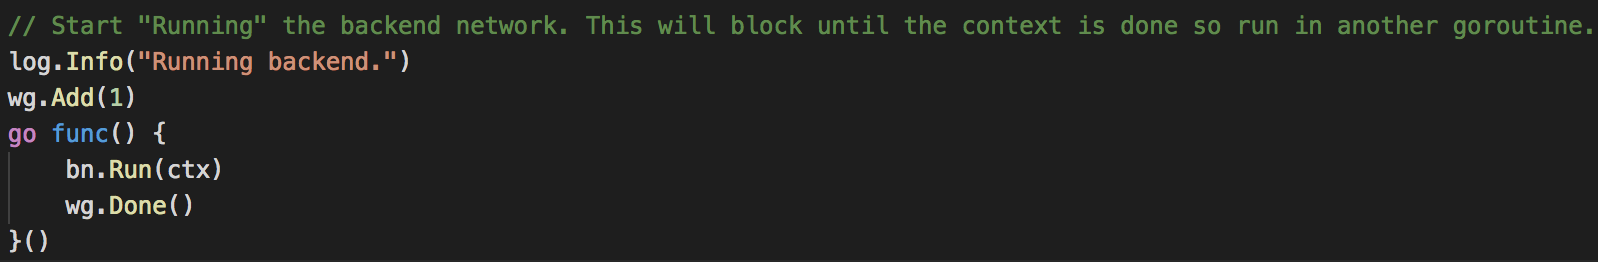 // Start "Running" the backend network. This will block until the context is done so run in another goroutine.
log.Info("Running backend.")
wg.Add(1)
go func() {
    bn.Run(ctx)
    wg.Done()
}()